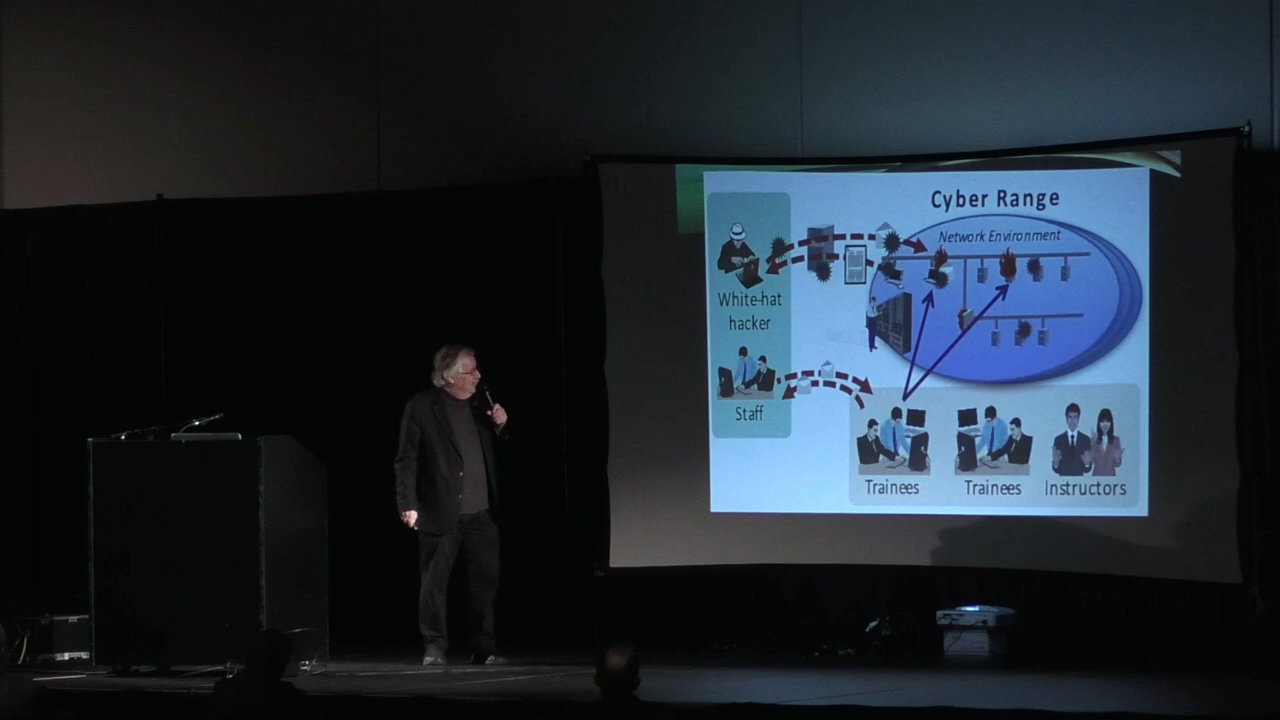 Cyber Range
Network Environment
White-hat
hacker
Staff
Trainees
Trainees
Instructors